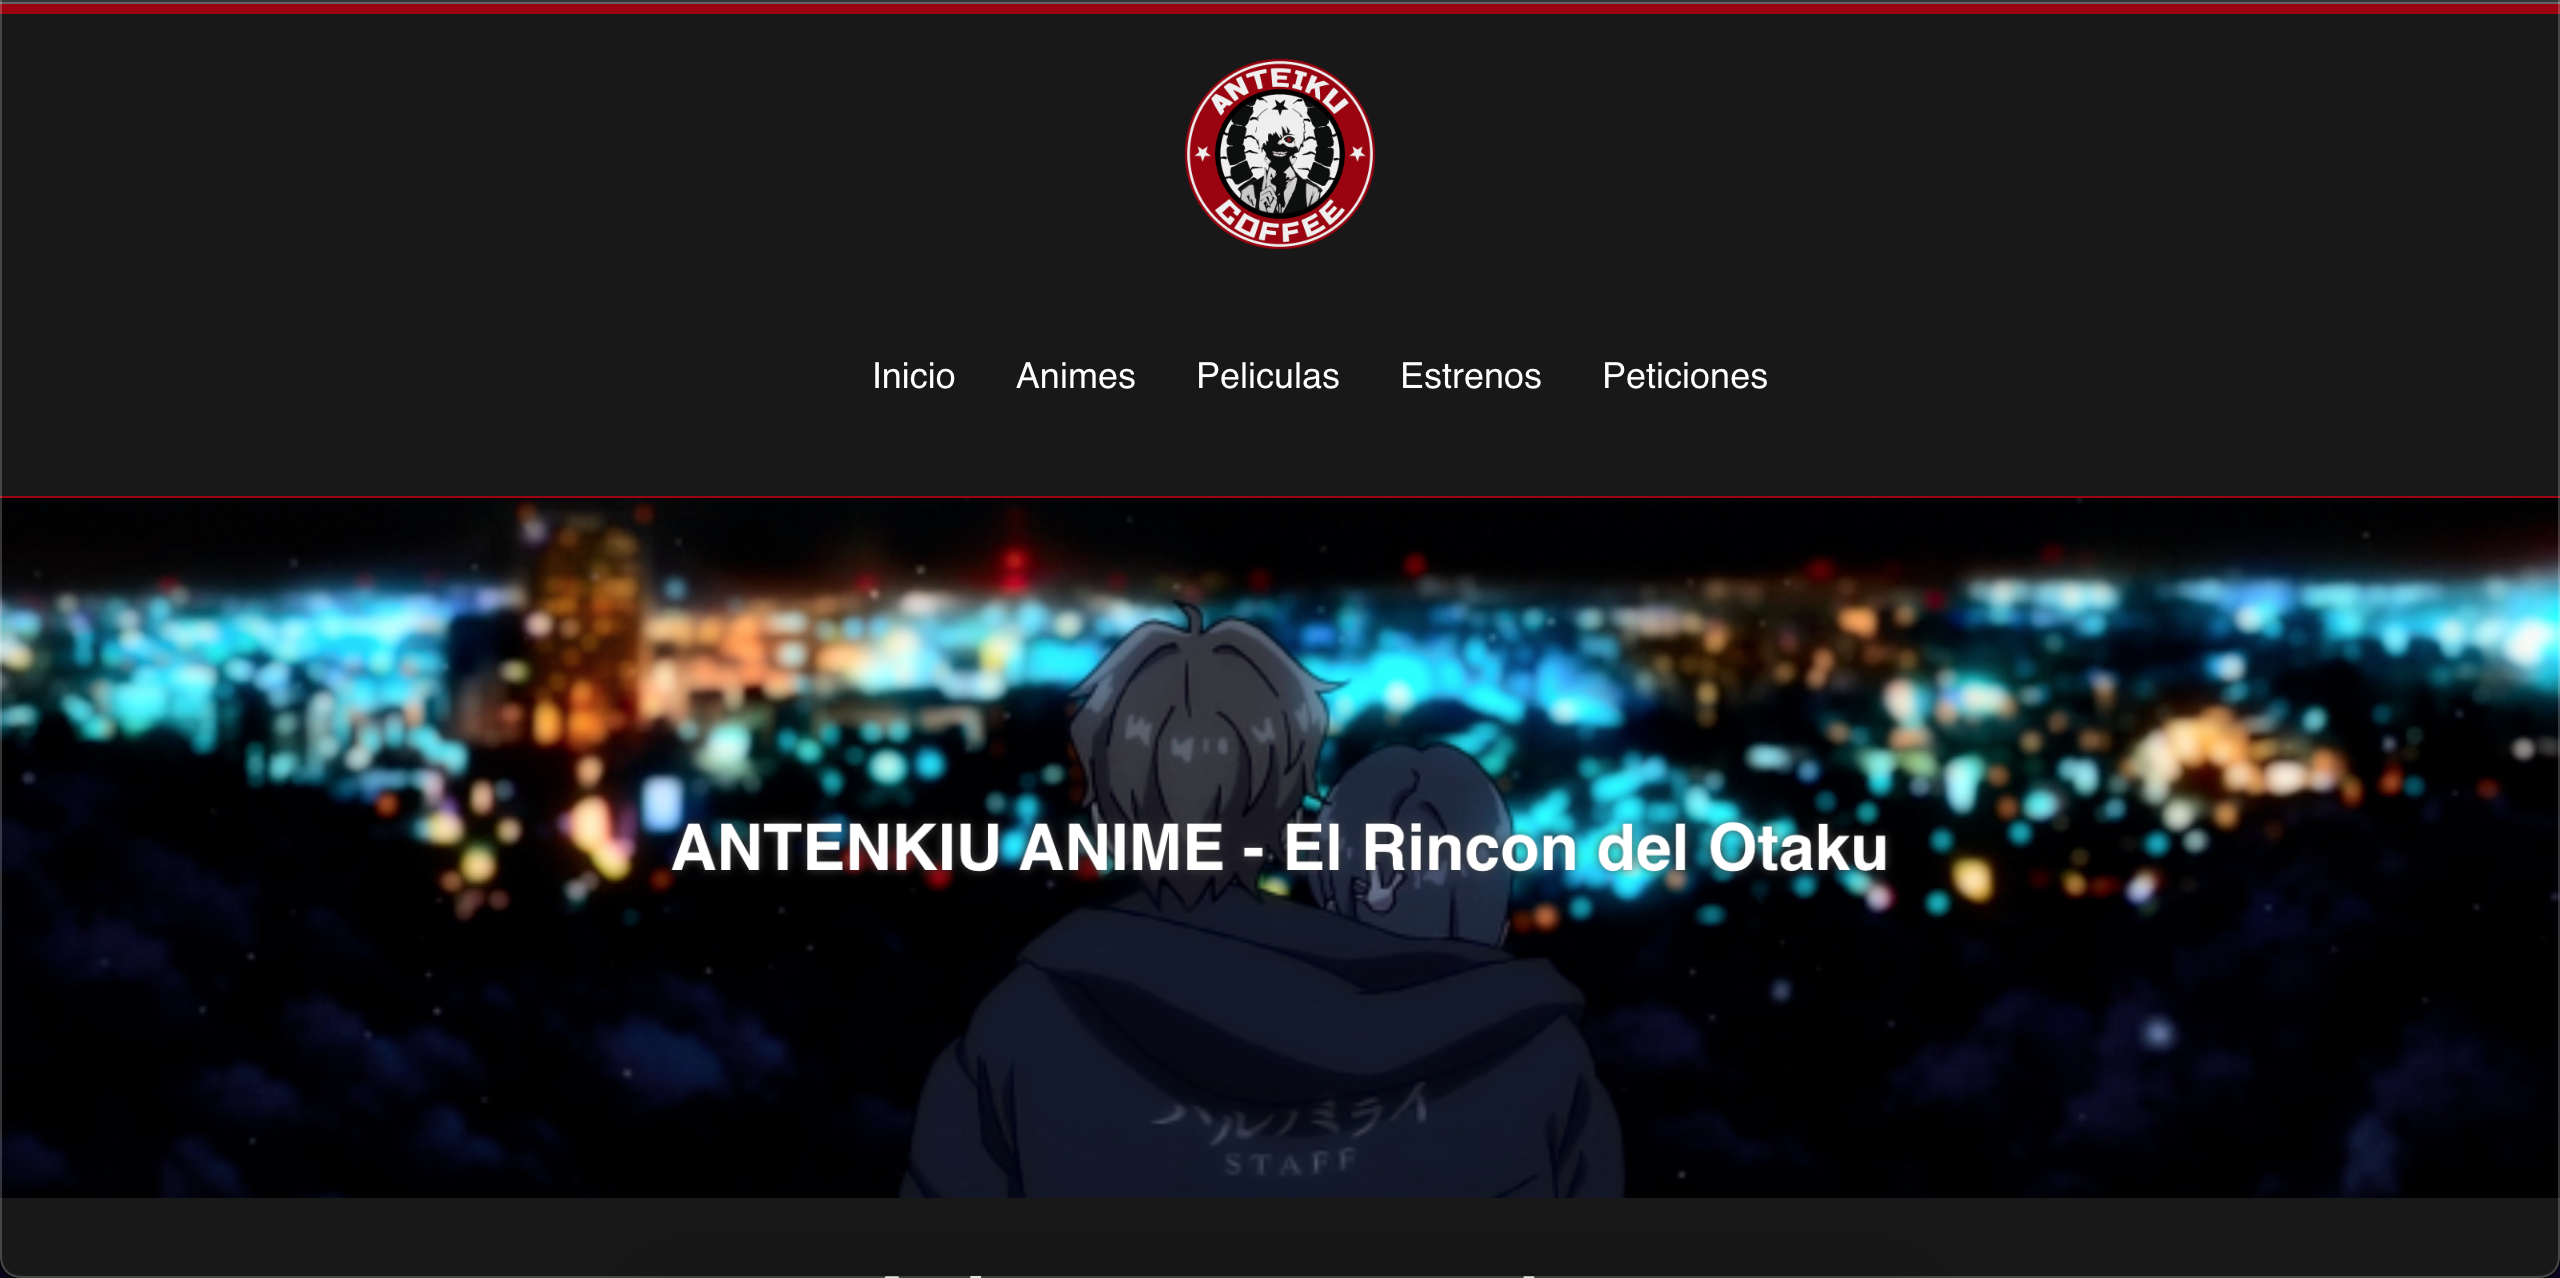 ANTEIKU
COFFEE
Inicio Animes Peliculas Estrenos Peticiones
ANTENKIU ANIME - El Rincon del Otaku
ハルノミライ
STAFF